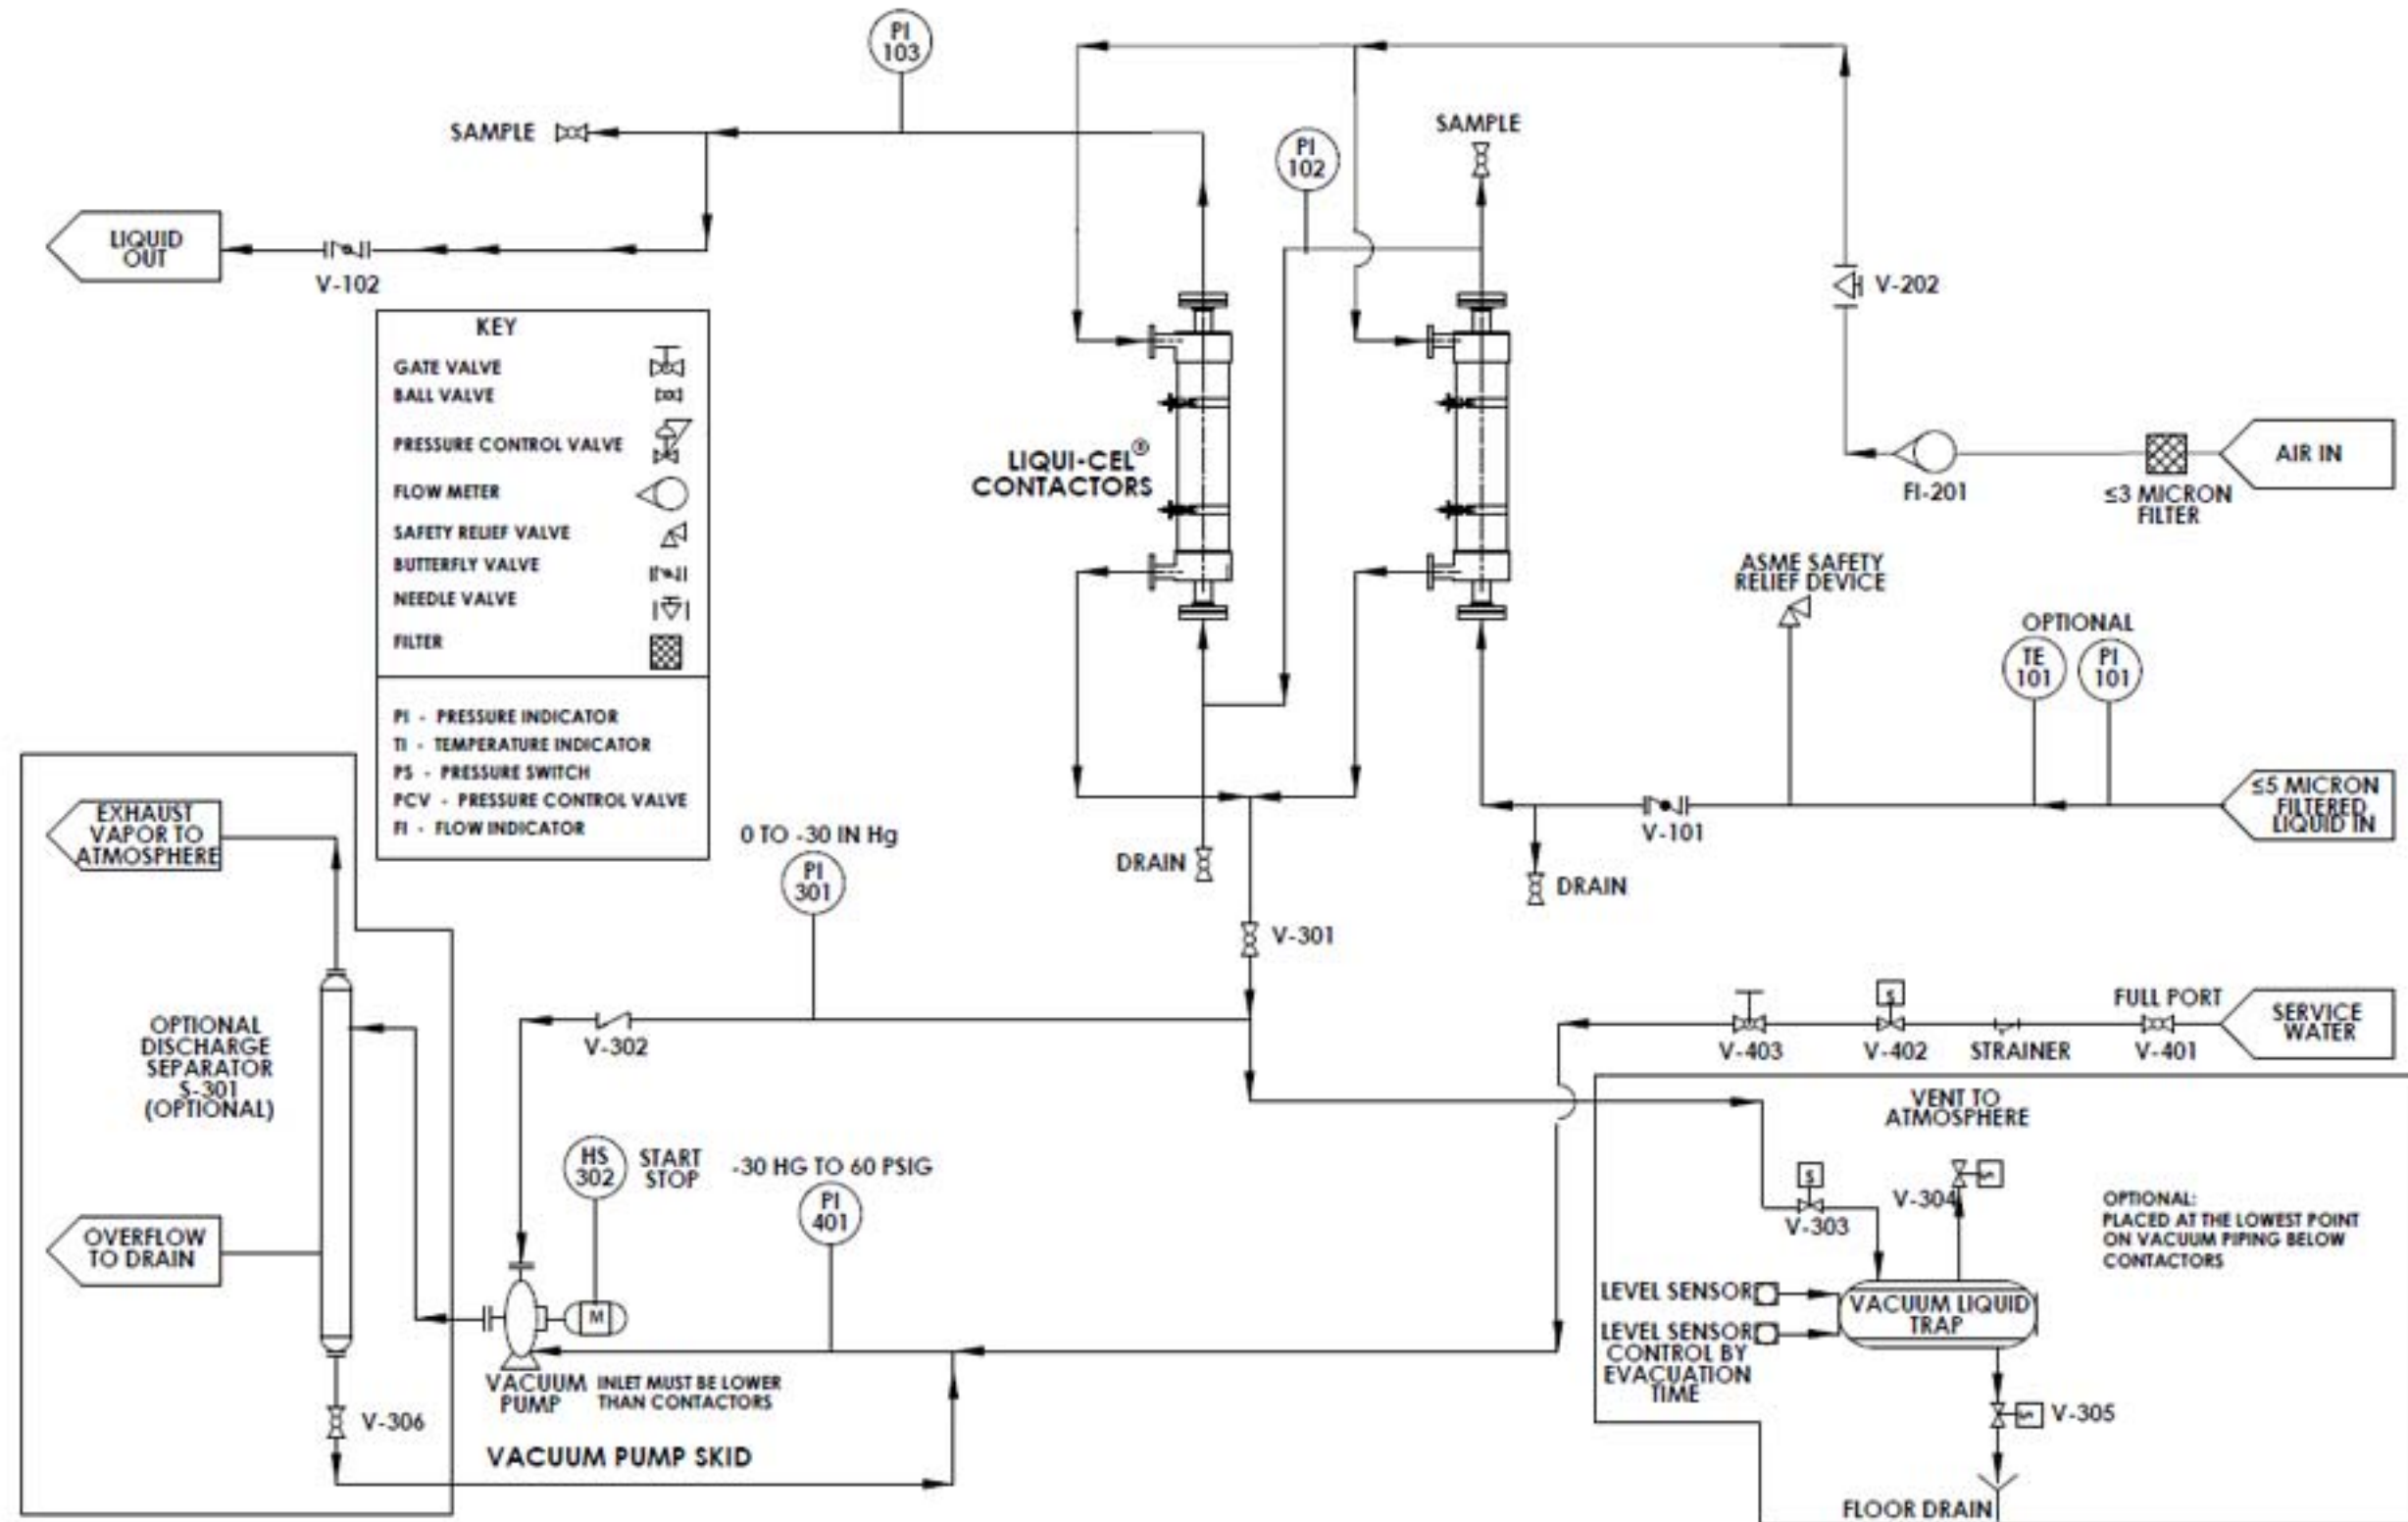 PI
103
SAMPLE
PI
102
SAMPLE
LIQUID
OUT
V-102
V-202
KEY
GATE VALVE
BALL VALVE
PRESSURE CONTROL VALVE
FLOW METER
SAFETY RELIEF VALVE
BUTTERFLY VALVE
NEEDLE VALVE
FILTER
PI - PRESSURE INDICATOR
TI - TEMPERATURE INDICATOR
PS - PRESSURE SWITCH
PCV - PRESSURE CONTROL VALVE
FI - FLOW INDICATOR
LIQUI-CEL®
CONTACTORS
AIR IN
FI-201
≤3 MICRON
FILTER
ASME SAFETY
RELIEF DEVICE
OPTIONAL
TE
101
PI
101
≤5 MICRON
FILTERED
LIQUID IN
V-101
DRAIN
DRAIN
EXHAUST
VAPOR TO
ATMOSPHERE
0 TO -30 IN Hg
PI
301
V-301
V-302
OPTIONAL
DISCHARGE
SEPARATOR
S-301
(OPTIONAL)
FULL PORT
SERVICE
WATER
V-403
S
V-402
STRAINER
V-401
VENT TO
ATMOSPHERE
HS
302
START
STOP
-30 HG TO 60 PSIG
PI
401
S
V-303
V-304
S
OPTIONAL:
PLACED AT THE LOWEST POINT
ON VACUUM PIPING BELOW
CONTACTORS
OVERFLOW
TO DRAIN
M
LEVEL SENSOR
LEVEL SENSOR
CONTROL BY
EVACUATION
TIME
VACUUM LIQUID
TRAP
VACUUM
PUMP
INLET MUST BE LOWER
THAN CONTACTORS
V-306
S
V-305
VACUUM PUMP SKID
FLOOR DRAIN